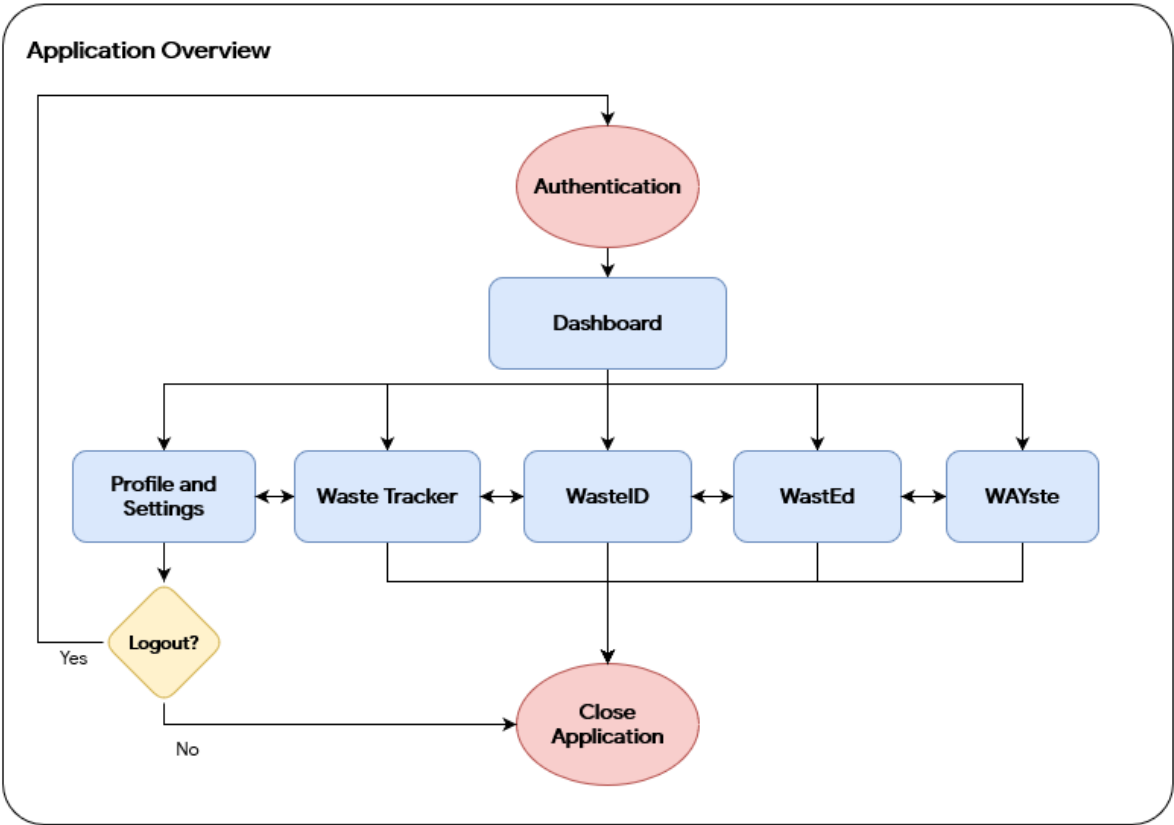 Application Overview
Authentication
Dashboard
Profile and
Settings
Waste Tracker
WasteID
WastEd
WAYste
Logout?
Yes
No
Close
Application